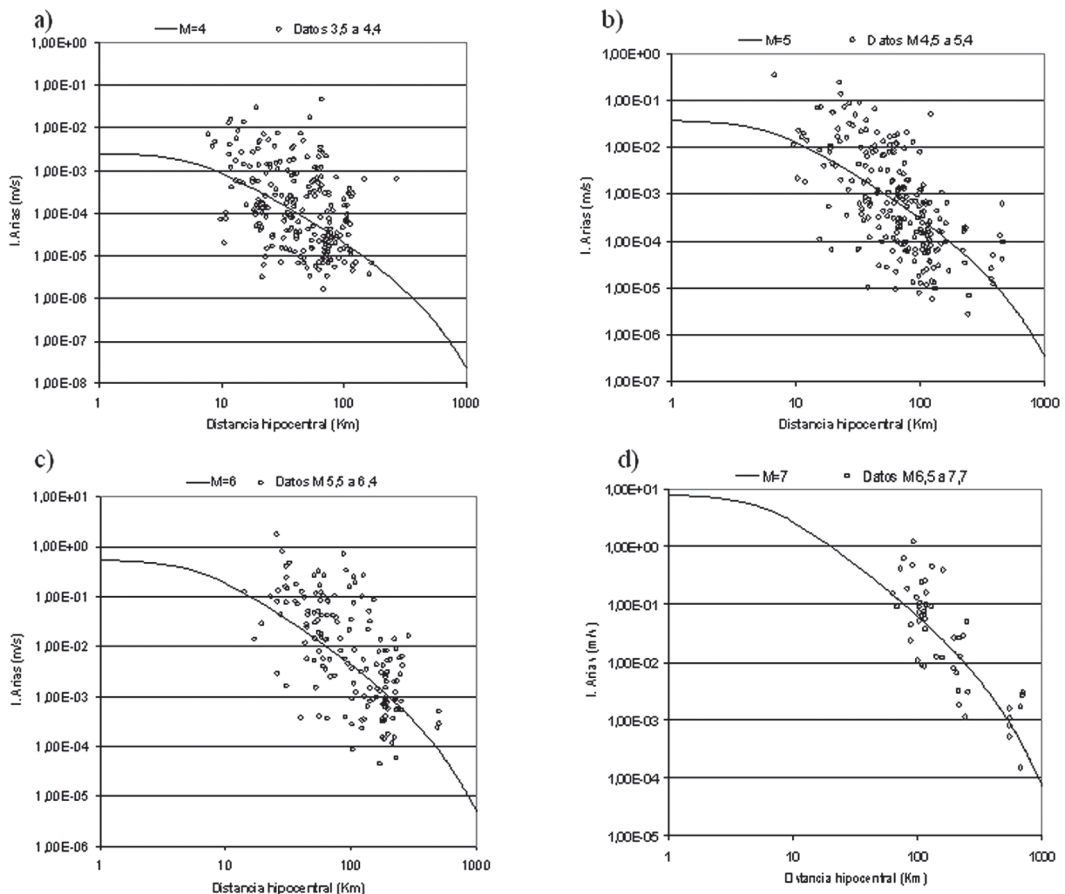 a)
M=4 Datos 3,5 a 4,4
1,00E+00
1,00E-01
1,00E-02
1,00E-03
1,00E-04
1,00E-05
1,00E-06
1,00E-07
1,00E-08
I. Arias (m/s)
1 10 100 1000
Distancia hipocentral (Km)
b)
M=5 Datos M 4,5 a 5,4
1,00E+00
1,00E-01
1,00E-02
1,00E-03
1,00E-04
1,00E-05
1,00E-06
1,00E-07
I. Arias (m/s)
1 10 100 1000
Distancia hipocentral (Km)
c)
M=6 Datos M 5,5 a 6,4
1,00E+01
1,00E+00
1,00E-01
1,00E-02
1,00E-03
1,00E-04
1,00E-05
1,00E-06
I. Arias (m/s)
1 10 100 1000
Distancia hipocentral (Km)
d)
M=7 Datos M 6,5 a 7,7
1,00E+01
1,00E+00
1,00E-01
1,00E-02
1,00E-03
1,00E-04
1,00E-05
I. Arias (m/s)
1 10 100 1000
Distancia hipocentral (Km)